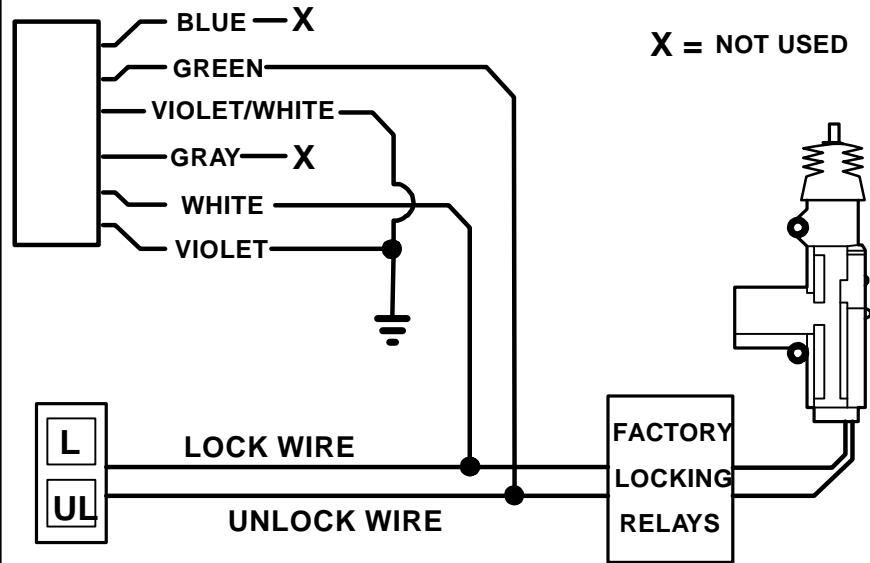 BLUE X
X = NOT USED
GREEN
VIOLET/WHITE
GRAY X
WHITE
VIOLET
L
LOCK WIRE
UL
UNLOCK WIRE
FACTORY
LOCKING
RELAYS